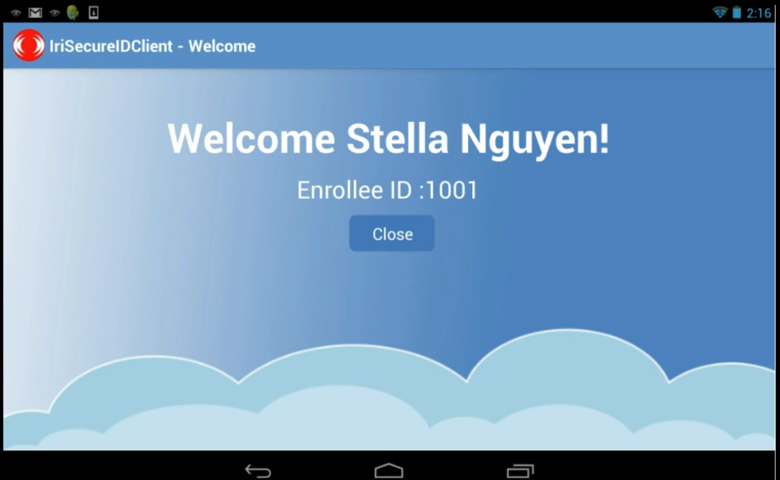 2:16
IriSecureIDClient - Welcome
Welcome Stella Nguyen!
Enrollee ID :1001
Close